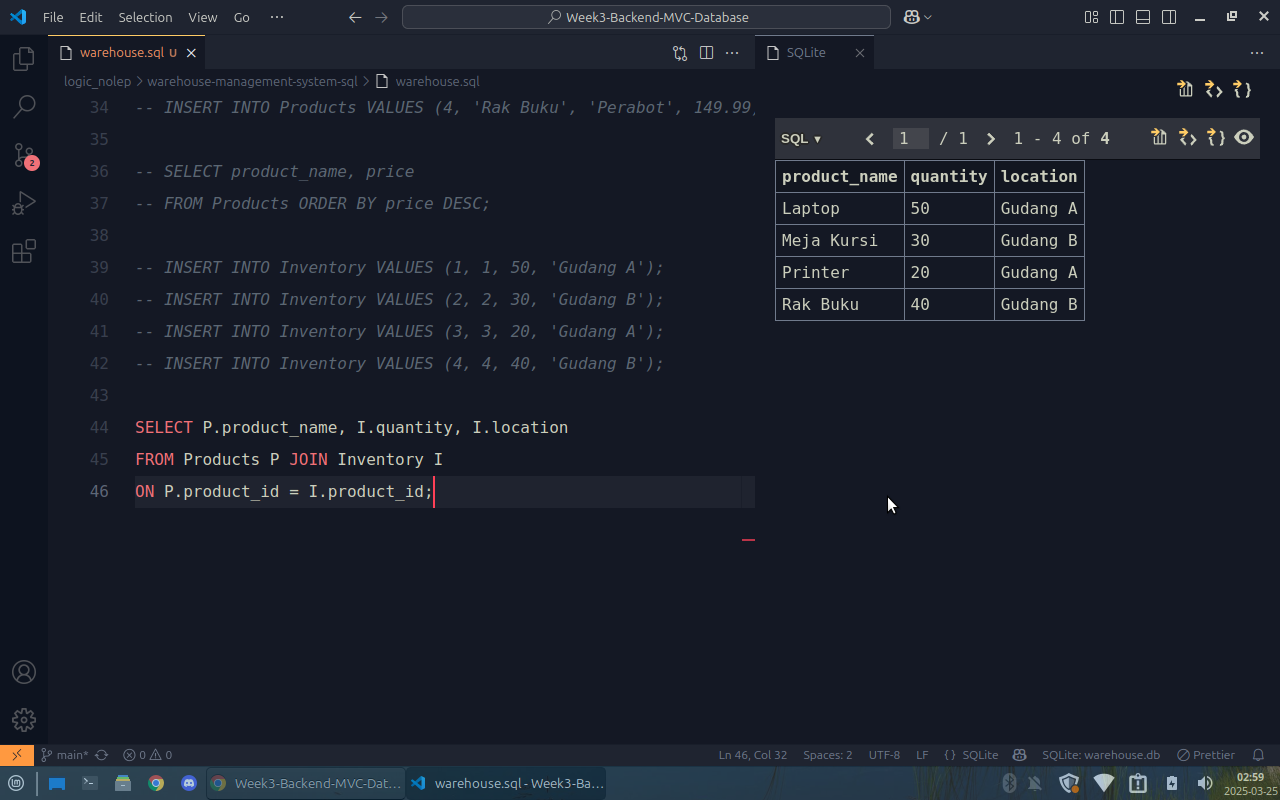 File Edit Selection View Go ··· Week3-Backend-MVC-Database
warehouse.sql U
SQLite
logic_nolep > warehouse-management-system-sql > warehouse.sql
34 -- INSERT INTO Products VALUES (4, 'Rak Buku', 'Perabot', 149.99,
35
36 -- SELECT product_name, price
37 -- FROM Products ORDER BY price DESC;
38
39 -- INSERT INTO Inventory VALUES (1, 1, 50, 'Gudang A');
40 -- INSERT INTO Inventory VALUES (2, 2, 30, 'Gudang B');
41 -- INSERT INTO Inventory VALUES (3, 3, 20, 'Gudang A');
42 -- INSERT INTO Inventory VALUES (4, 4, 40, 'Gudang B');
43
44 SELECT P.product_name, I.quantity, I.location
45 FROM Products P JOIN Inventory I
46 ON P.product_id = I.product_id;
2
SQL ▾ < 1 / 1 > 1 - 4 of 4
product_name quantity location
Laptop 50 Gudang A
Meja Kursi 30 Gudang B
Printer 20 Gudang A
Rak Buku 40 Gudang B
main* 0 0 Ln 46, Col 32 Spaces: 2 UTF-8 LF {} SQLite SQLite: warehouse.db Prettier
Week3-Backend-MVC-Dat... warehouse.sql - Week3-Ba...
02:59
2025-03-25